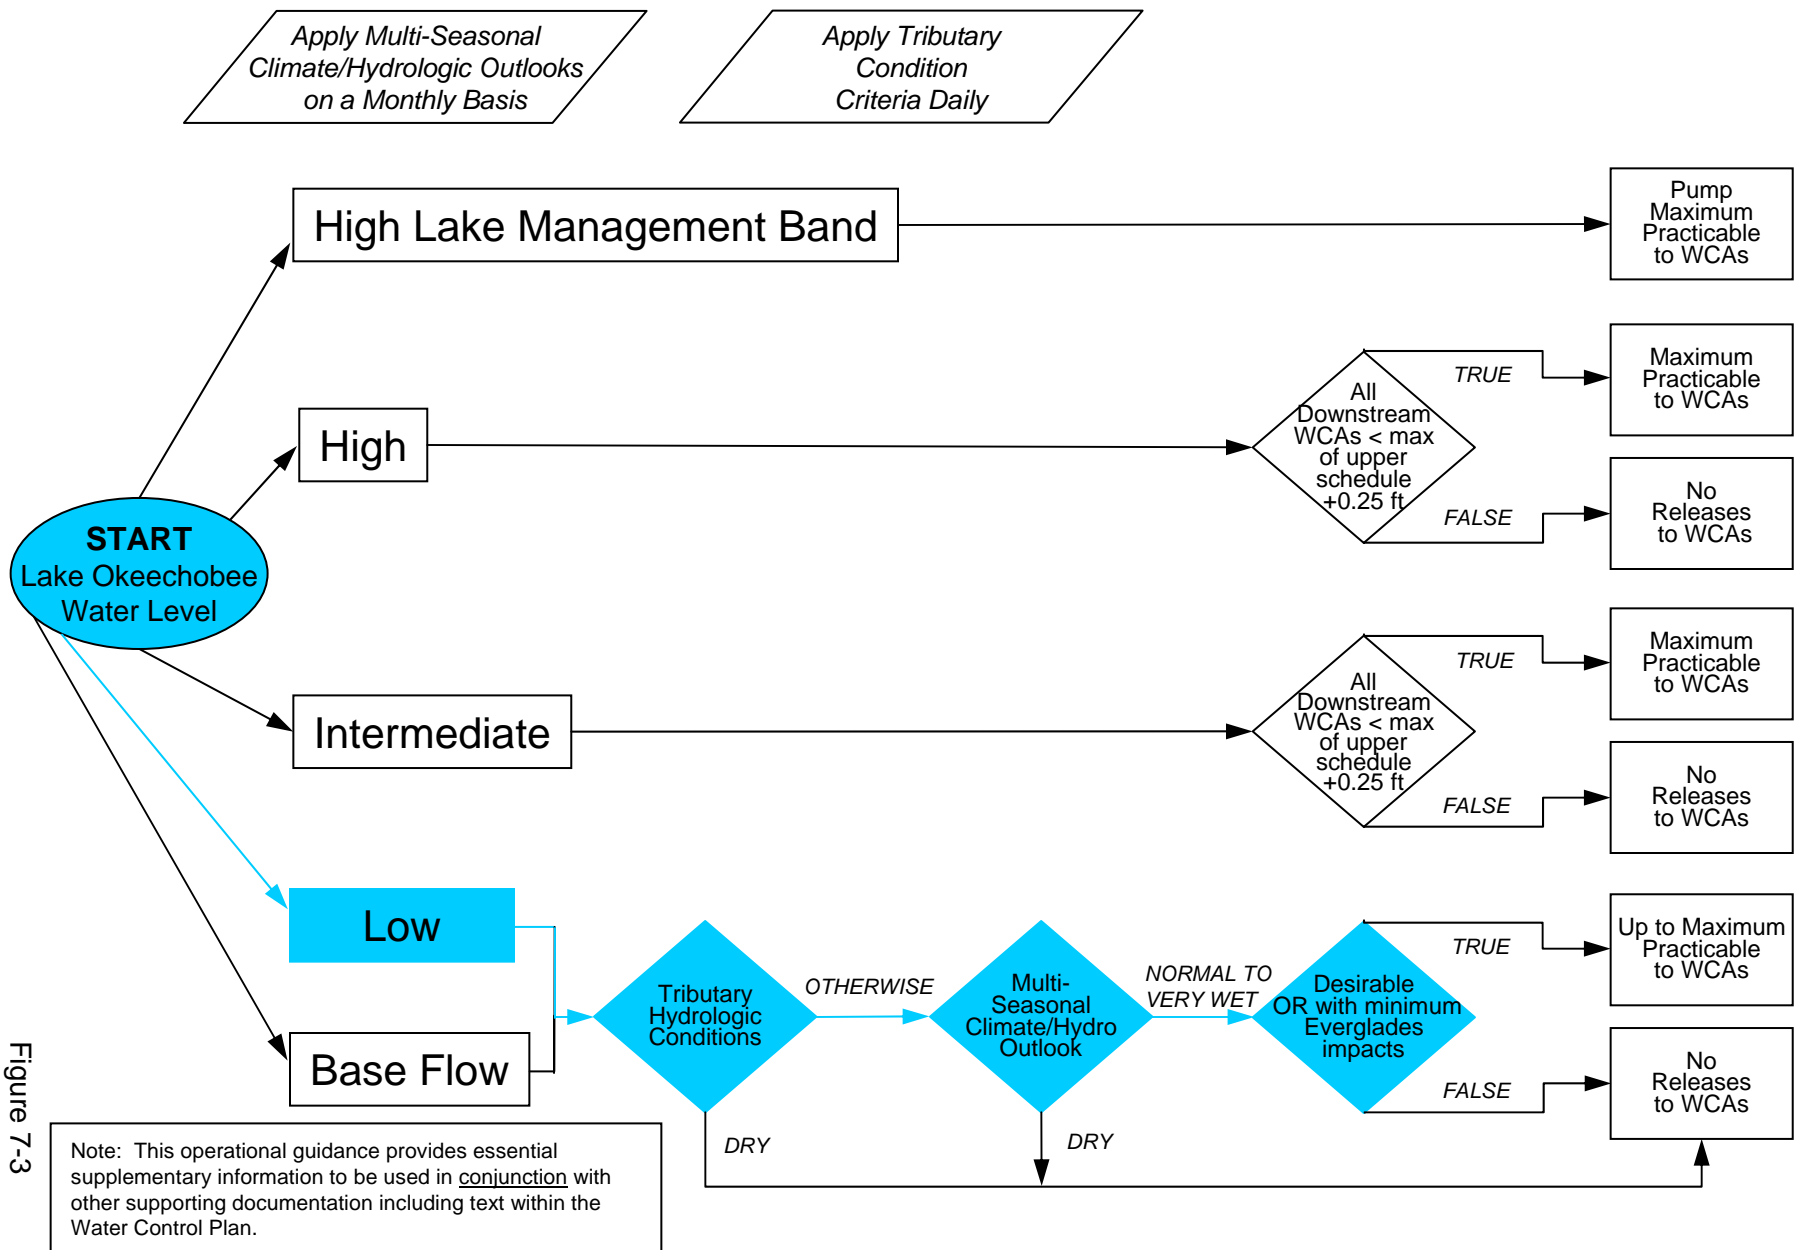 Apply Multi-Seasonal
Climate/Hydrologic Outlooks
on a Monthly Basis
Apply Tributary
Condition
Criteria Daily
High Lake Management Band
Pump
Maximum
Practicable
to WCAs
High
All
Downstream
WCAs < max
of upper
schedule
+0.25 ft
TRUE
Maximum
Practicable
to WCAs
FALSE
No
Releases
to WCAs
START
Lake Okeechobee
Water Level
Intermediate
All
Downstream
WCAs < max
of upper
schedule
+0.25 ft
TRUE
Maximum
Practicable
to WCAs
FALSE
No
Releases
to WCAs
Low
Base Flow
Tributary
Hydrologic
Conditions
OTHERWISE
DRY
Multi-
Seasonal
Climate/Hydro
Outlook
NORMAL TO
VERY WET
DRY
Desirable
OR with minimum
Everglades
impacts
TRUE
Up to Maximum
Practicable
to WCAs
FALSE
No
Releases
to WCAs
Figure 7-3
Note: This operational guidance provides essential
supplementary information to be used in conjunction with
other supporting documentation including text within the
Water Control Plan.